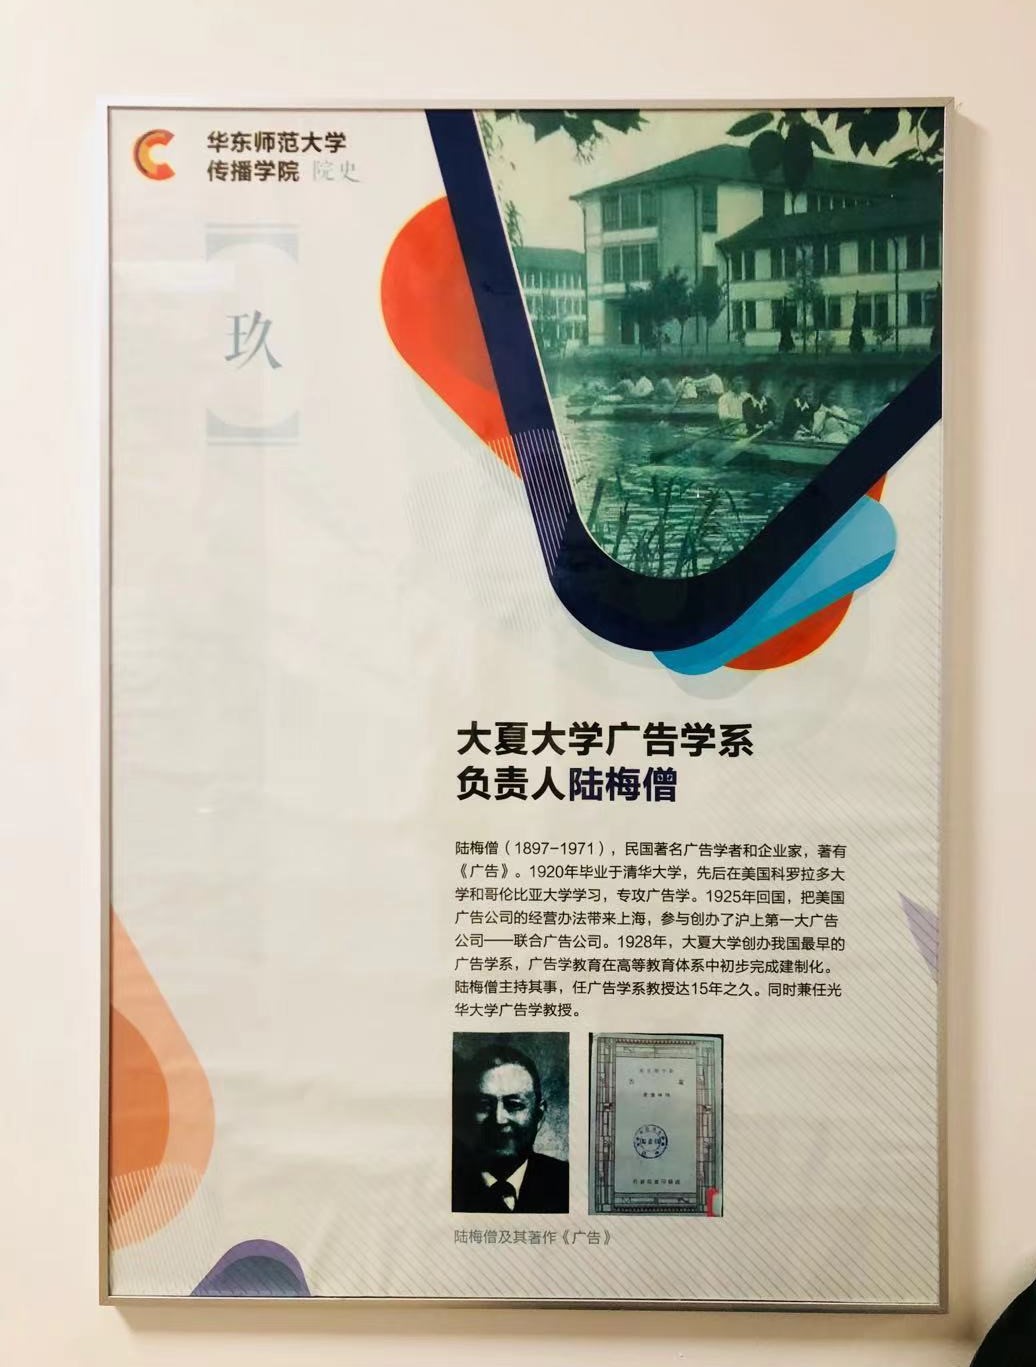 华东师范大学
传播学院 院史
玖
大夏大学广告学系
负责人陆梅僧
陆梅僧（1897-1971），民国著名广告学者和企业家，著有
《广告》。1920年毕业于清华大学，先后在美国科罗拉多大
学和哥伦比亚大学学习，专攻广告学。1925年回国，把美国
广告公司的经营办法带来上海，参与创办了沪上第一大广告
公司——联合广告公司。1928年，大夏大学创办我国最早的
广告学系，广告学教育在高等教育体系中初步完成建制化。
陆梅僧主持其事，任广告学系教授达15年之久。同时兼任光
华大学广告学教授。
陆梅僧及其著作《广告》